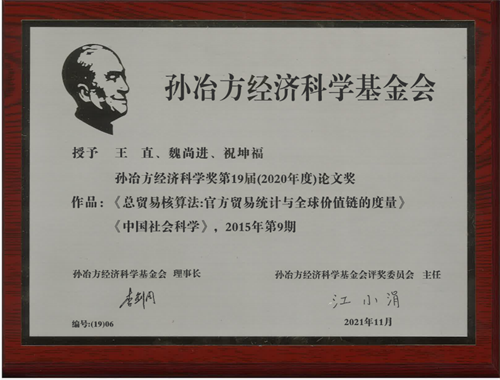 孙冶方经济科学基金会
授予 王 直、魏尚进、祝坤福
孙冶方经济科学奖第19届(2020年度)论文奖
作品：《总贸易核算法:官方贸易统计与全球价值链的度量》
《中国社会科学》，2015年第9期
孙冶方经济科学基金会 理事长
孙冶方经济科学基金会评奖委员会 主任
江小涓
编号:(19)06
2021年11月